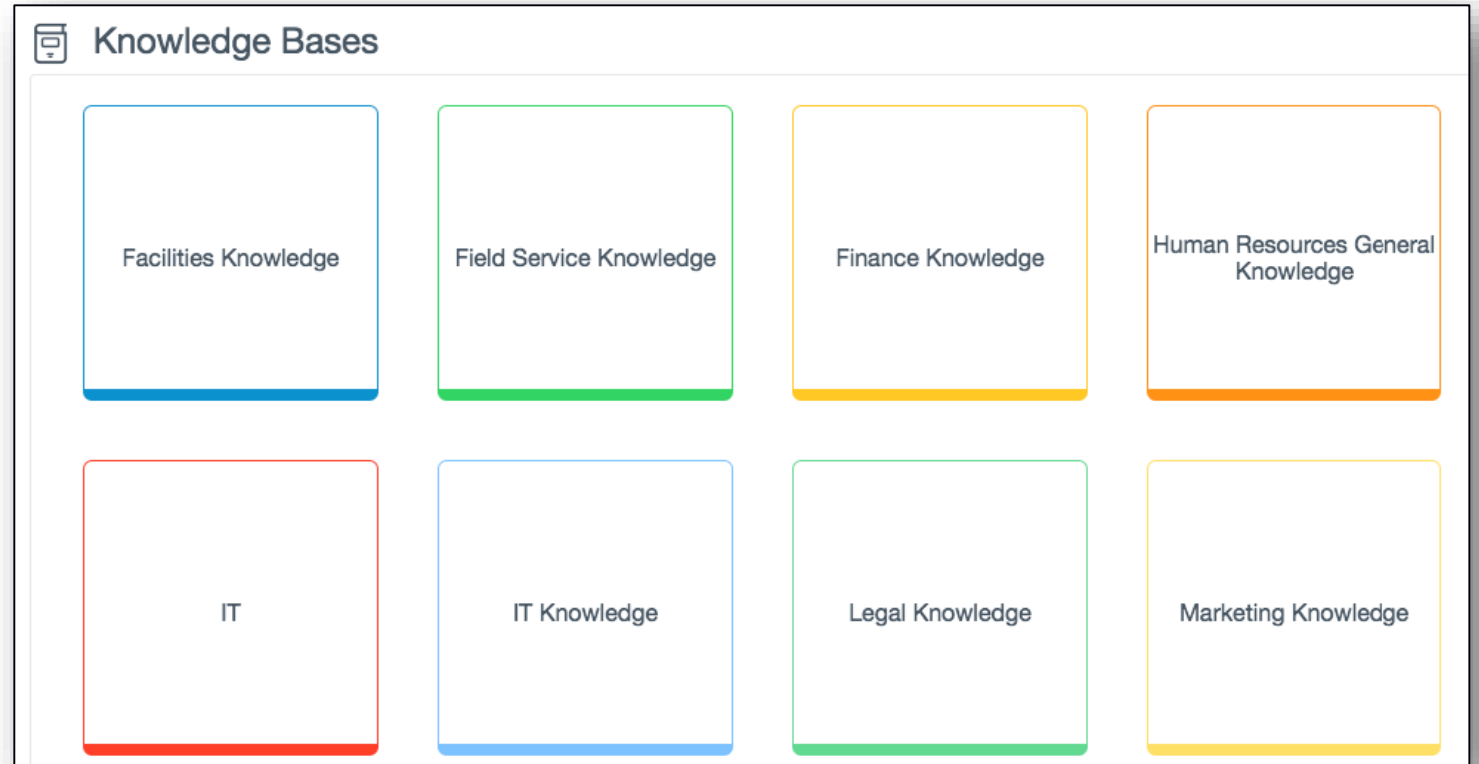 Knowledge Bases
Facilities Knowledge
Field Service Knowledge
Finance Knowledge
Human Resources General
Knowledge
IT
IT Knowledge
Legal Knowledge
Marketing Knowledge